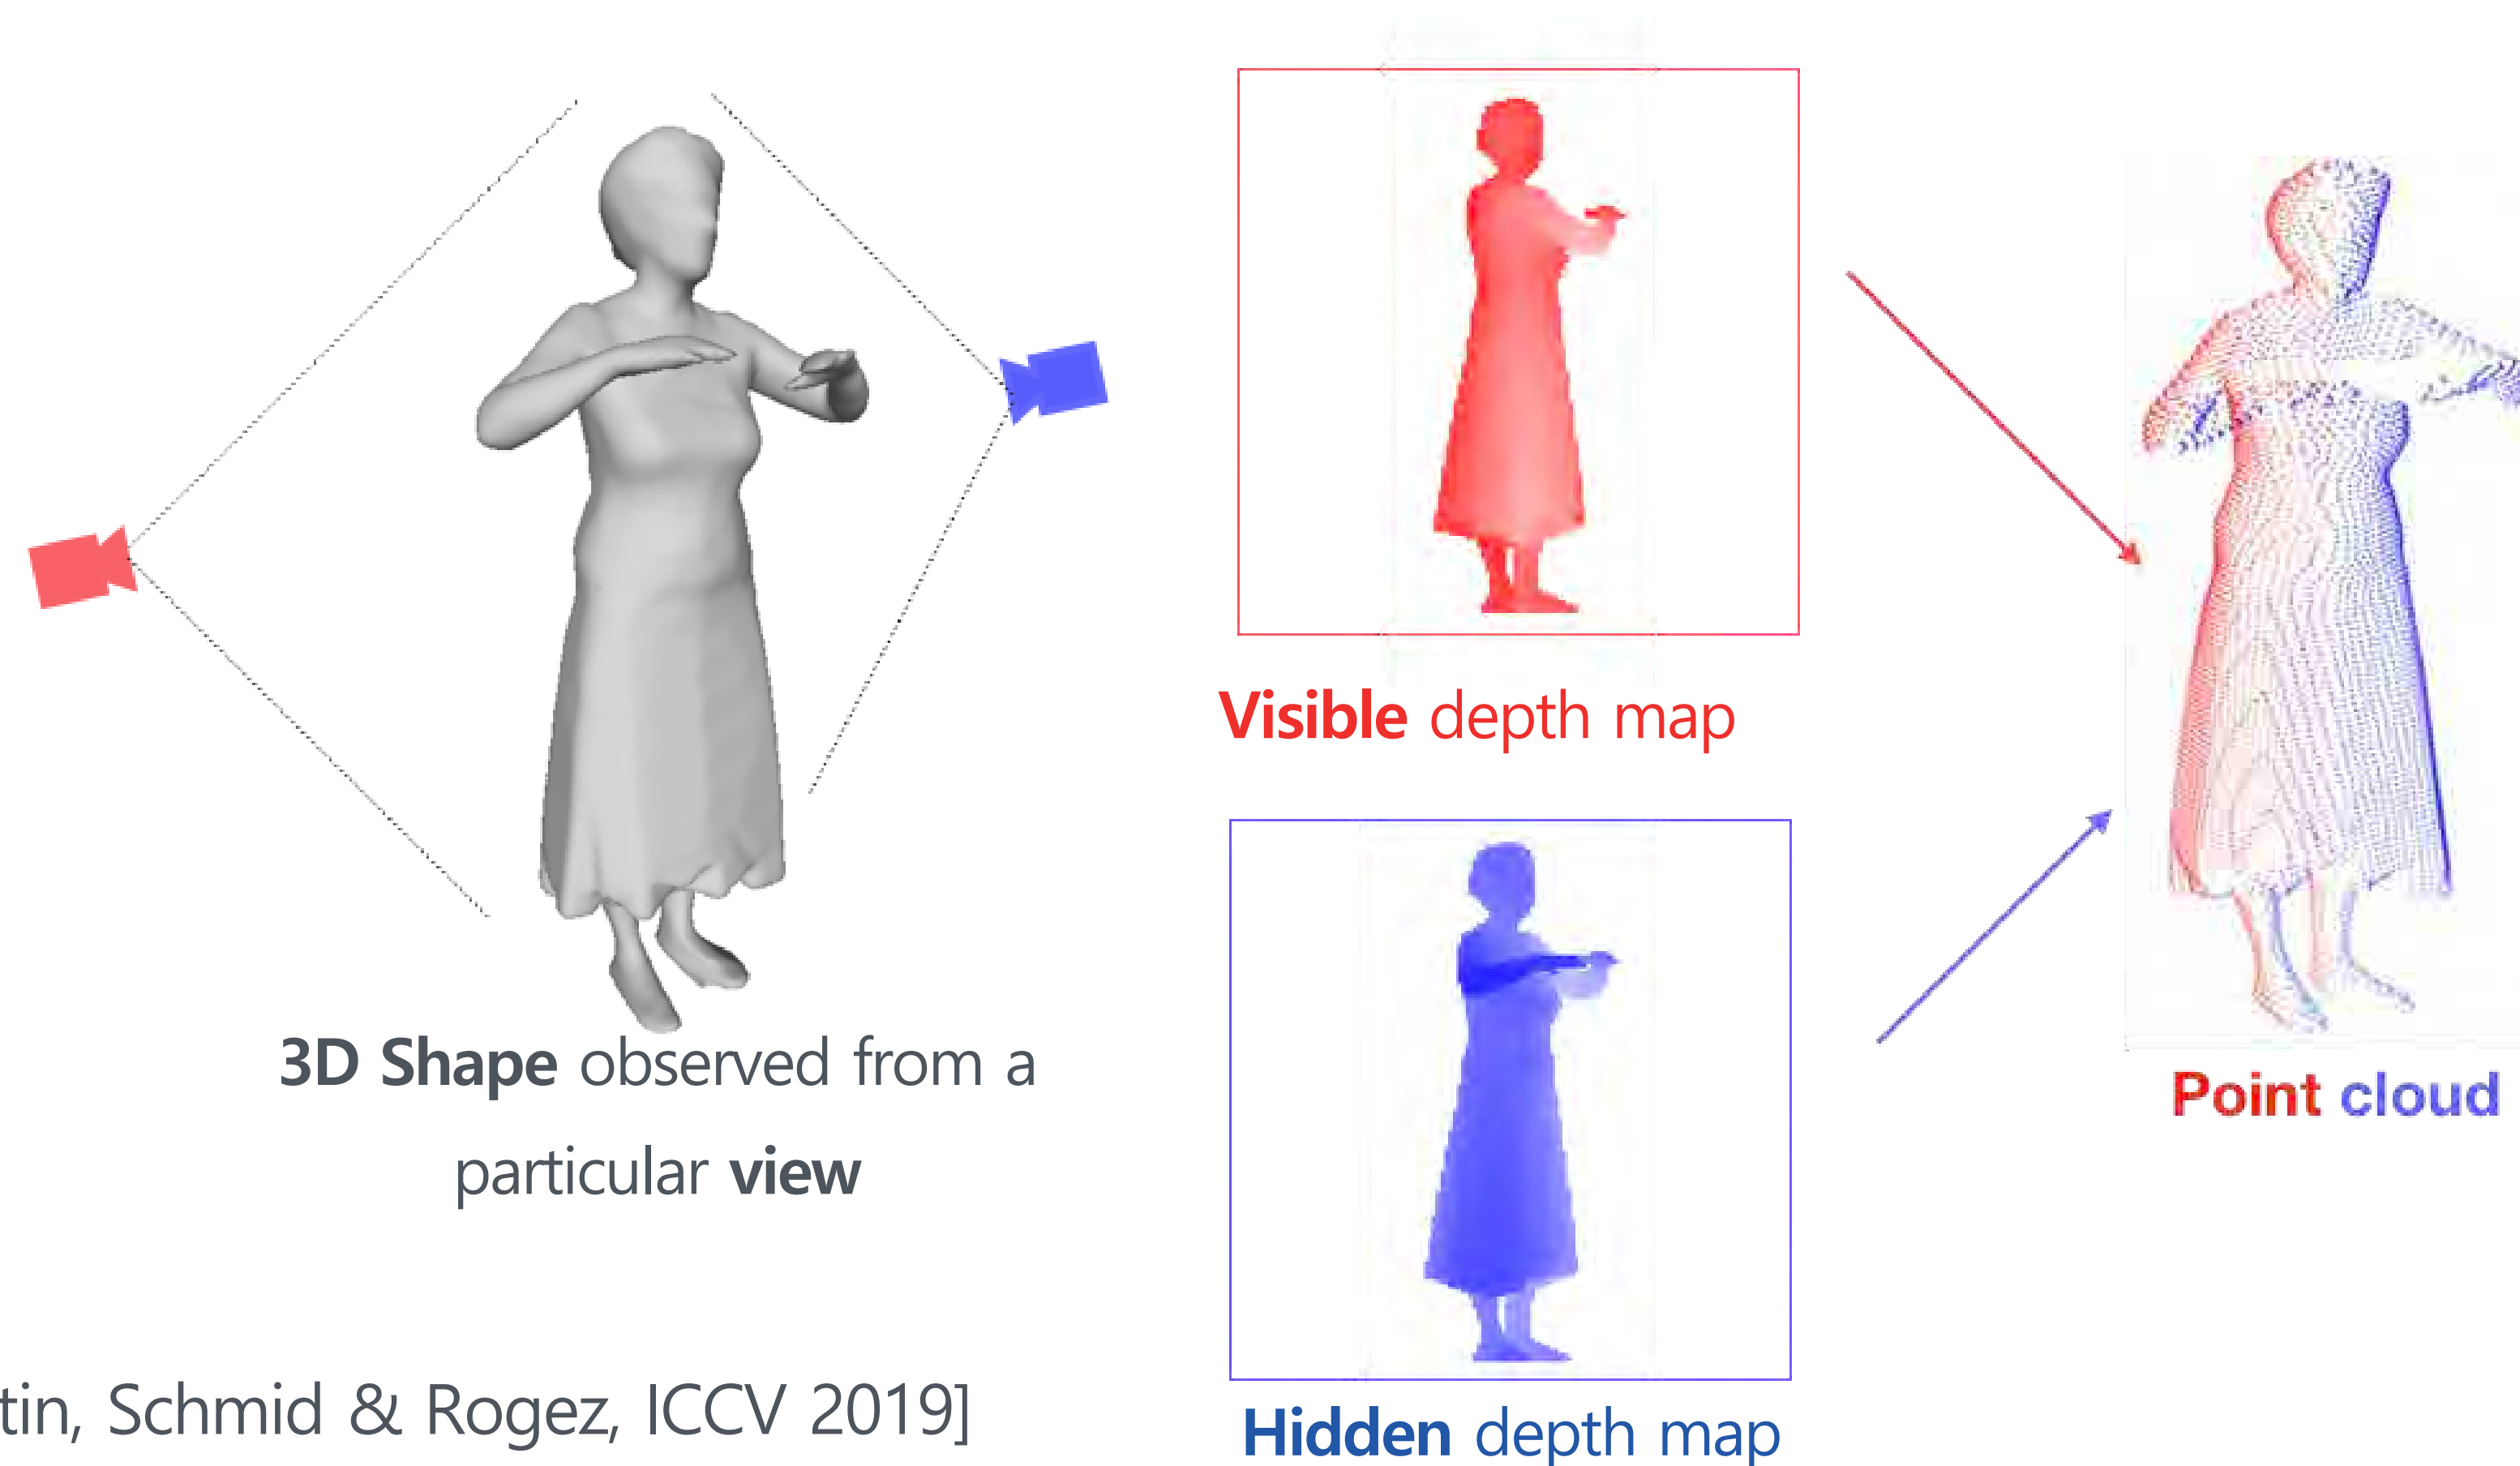 Visible depth map
Point cloud
3D Shape observed from a
particular view
Hidden depth map
tin, Schmid & Rogez, ICCV 2019]